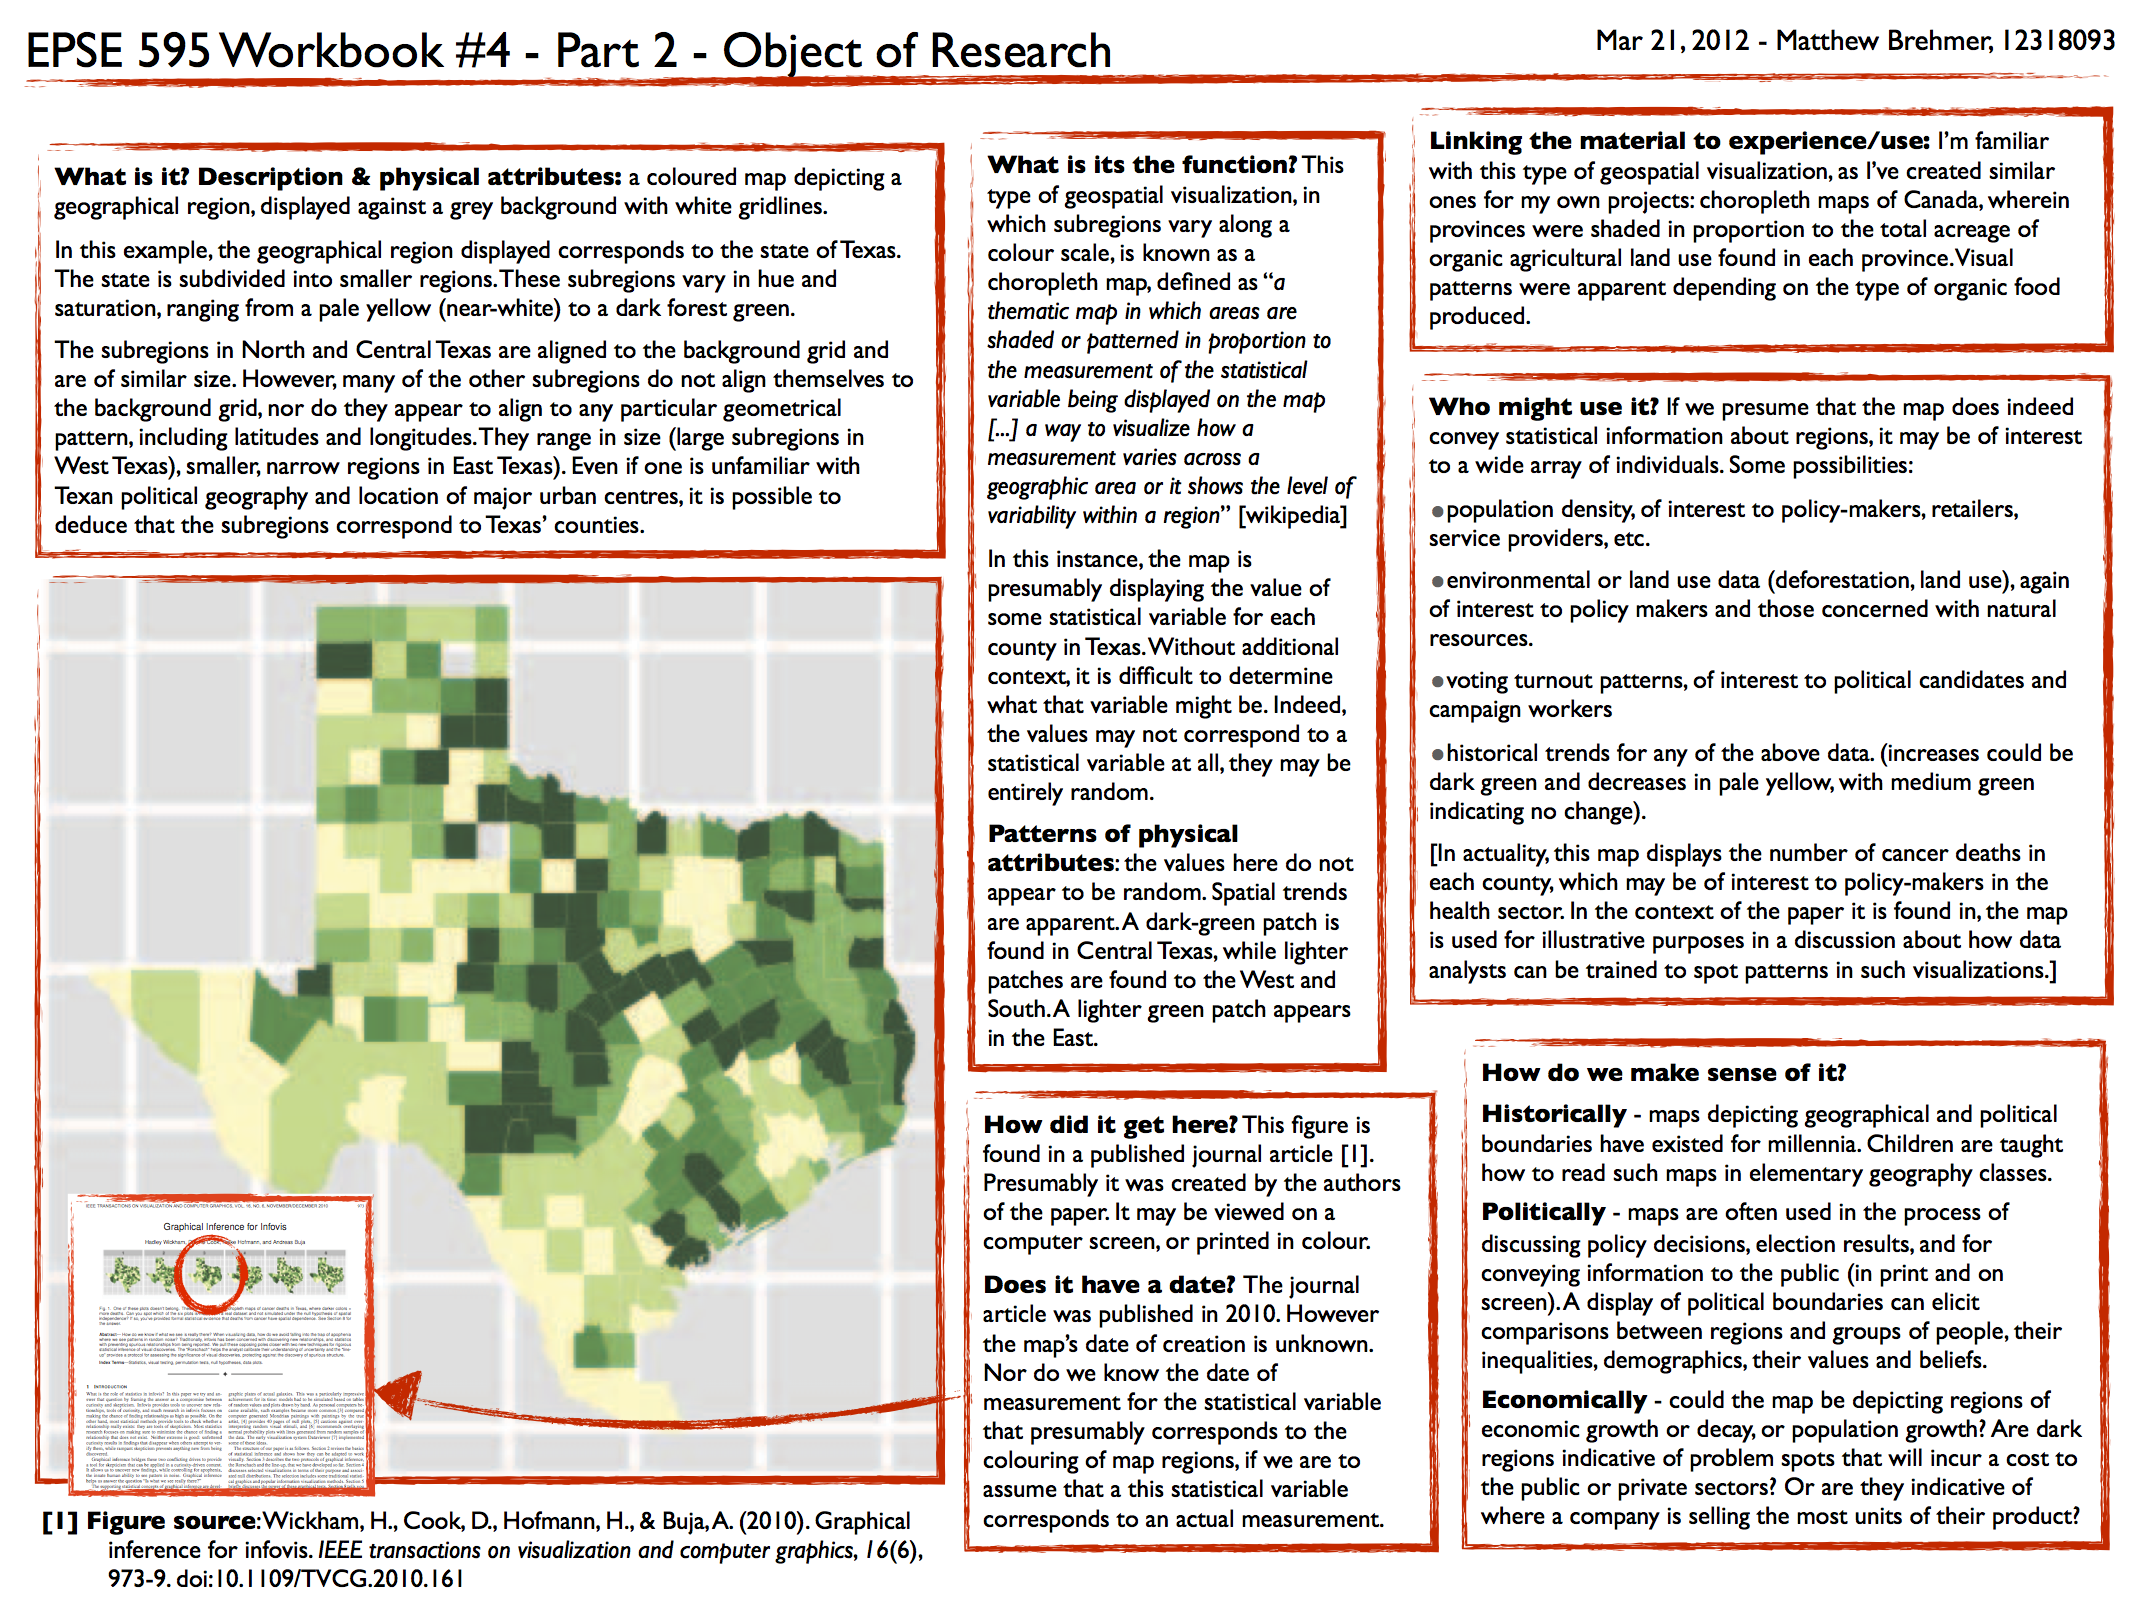 EPSE 595 Workbook #4 - Part 2 - Object of Research
Mar 21, 2012 - Matthew Brehmer, 12318093
What is it? Description & physical attributes: a coloured map depicting a
geographical region, displayed against a grey background with white gridlines.
In this example, the geographical region displayed corresponds to the state of Texas.
The state is subdivided into smaller regions. These subregions vary in hue and
saturation, ranging from a pale yellow (near-white) to a dark forest green.
The subregions in North and Central Texas are aligned to the background grid and
are of similar size. However, many of the other subregions do not align themselves to
the background grid, nor do they appear to align to any particular geometrical
pattern, including latitudes and longitudes. They range in size (large subregions in
West Texas), smaller, narrow regions in East Texas). Even if one is unfamiliar with
Texan political geography and location of major urban centres, it is possible to
deduce that the subregions correspond to Texas' counties.
IEEE TRANSACTIONS ON VISUALIZATION AND COMPUTER GRAPHICS, VOL. 16, NO. 6, NOVEMBER/DECEMBER 2010
Graphical Inference for Infovis
Hadley Wickham, Cook, Hofmann, and Andreas Buja
Index Terms—Statistics, visual testing, permutation tests, null hypotheses, data plots.
1 INTRODUCTION
[1] Figure source: Wickham, H., Cook, D., Hofmann, H., & Buja, A. (2010). Graphical
inference for infovis. IEEE transactions on visualization and computer graphics, 16(6),
973-9. doi:10.1109/TVCG.2010.161
What is its the function? This
type of geospatial visualization, in
which subregions vary along a
colour scale, is known as a
choropleth map, defined as “a
thematic map in which areas are
shaded or patterned in proportion to
the measurement of the statistical
variable being displayed on the map
[...] a way to visualize how a
measurement varies across a
geographic area or it shows the level of
variability within a region” [wikipedia]
In this instance, the map is
presumably displaying the value of
some statistical variable for each
county in Texas. Without additional
context, it is difficult to determine
what that variable might be. Indeed,
the values may not correspond to a
statistical variable at all, they may be
entirely random.
Patterns of physical
attributes: the values here do not
appear to be random. Spatial trends
are apparent. A dark-green patch is
found in Central Texas, while lighter
patches are found to the West and
South. A lighter green patch appears
in the East.
How did it get here? This figure is
found in a published journal article [1].
Presumably it was created by the authors
of the paper. It may be viewed on a
computer screen, or printed in colour.
Does it have a date? The journal
article was published in 2010. However
the map's date of creation is unknown.
Nor do we know the date of
measurement for the statistical variable
that presumably corresponds to the
colouring of map regions, if we are to
assume that a this statistical variable
corresponds to an actual measurement.
Linking the material to experience/use: I'm familiar
with this type of geospatial visualization, as I've created similar
ones for my own projects: choropleth maps of Canada, wherein
provinces were shaded in proportion to the total acreage of
organic agricultural land use found in each province. Visual
patterns were apparent depending on the type of organic food
produced.
Who might use it? If we presume that the map does indeed
convey statistical information about regions, it may be of interest
to a wide array of individuals. Some possibilities:
•population density, of interest to policy-makers, retailers,
service providers, etc.
•environmental or land use data (deforestation, land use), again
of interest to policy makers and those concerned with natural
resources.
•voting turnout patterns, of interest to political candidates and
campaign workers
•historical trends for any of the above data. (increases could be
dark green and decreases in pale yellow, with medium green
indicating no change).
[In actuality, this map displays the number of cancer deaths in
each county, which may be of interest to policy-makers in the
health sector. In the context of the paper it is found in, the map
is used for illustrative purposes in a discussion about how data
analysts can be trained to spot patterns in such visualizations.]
How do we make sense of it?
Historically - maps depicting geographical and political
boundaries have existed for millennia. Children are taught
how to read such maps in elementary geography classes.
Politically - maps are often used in the process of
discussing policy decisions, election results, and for
conveying information to the public (in print and on
screen). A display of political boundaries can elicit
comparisons between regions and groups of people, their
inequalities, demographics, their values and beliefs.
Economically - could the map be depicting regions of
economic growth or decay, or population growth? Are dark
regions indicative of problem spots that will incur a cost to
the public or private sectors? Or are they indicative of
where a company is selling the most units of their product?